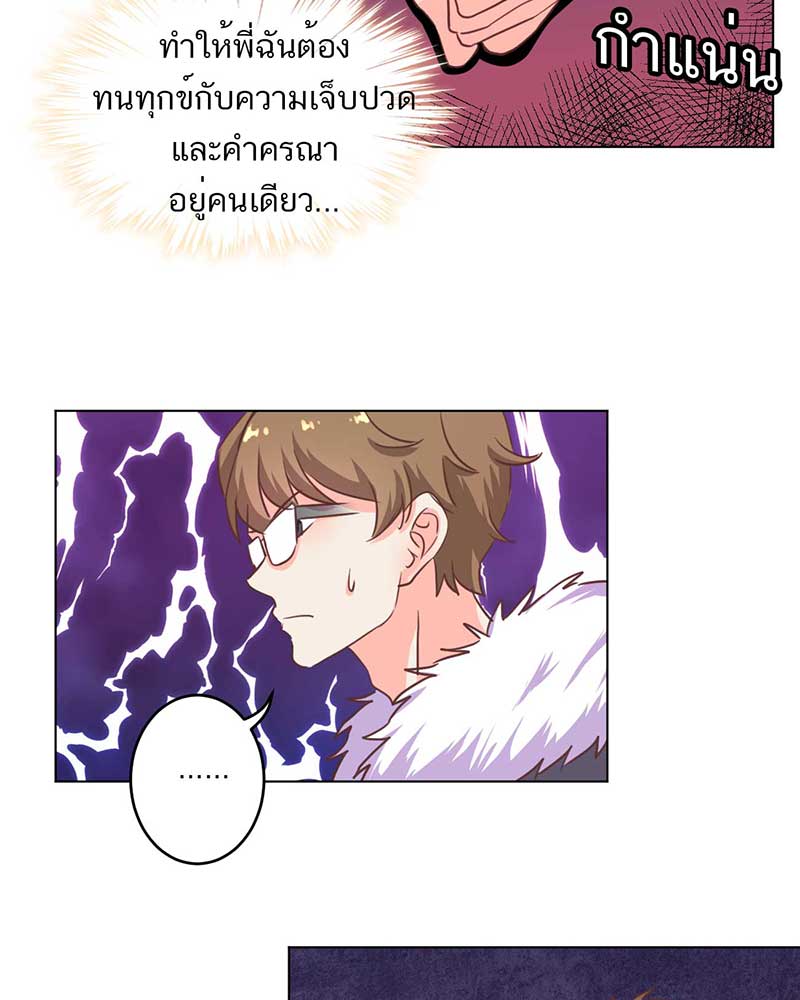 กำแน่น
ทำให้พี่ฉันต้อง
ทนทุกข์กับความเจ็บปวด
และคำครณา
อยู่คนเดียว...
......